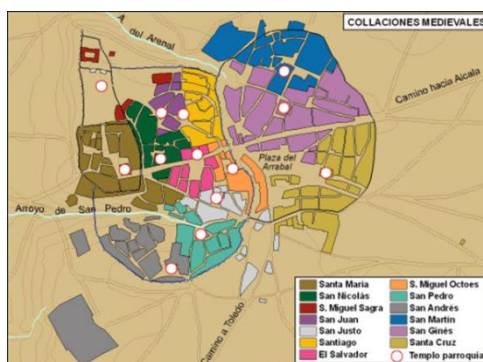 COLLACIONES MEDIEVALES
A. del Arenal
Camino hacia Alcala
Plaza del
Arrabal
Arroyo de San Pedro
Camino a Toledo
Santa María
San Nicolás
S. Miguel Sagra
San Juan
San Justo
Santiago
El Salvador
S. Miguel Octoes
San Pedro
San Andrés
San Martín
San Ginés
Santa Cruz
Templo parroquial